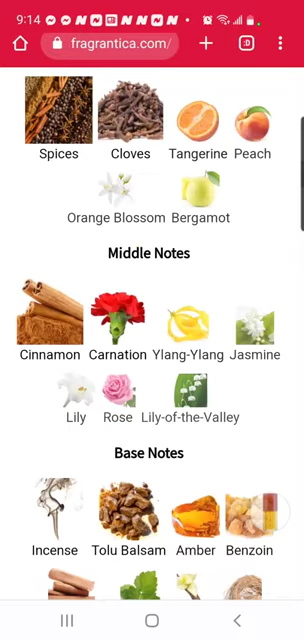 9:14
fragrantica.com/
:D
Spices Cloves Tangerine Peach
Orange Blossom Bergamot
Middle Notes
Cinnamon Carnation Ylang-Ylang Jasmine
Lily Rose Lily-of-the-Valley
Base Notes
Incense Tolu Balsam Amber Benzoin